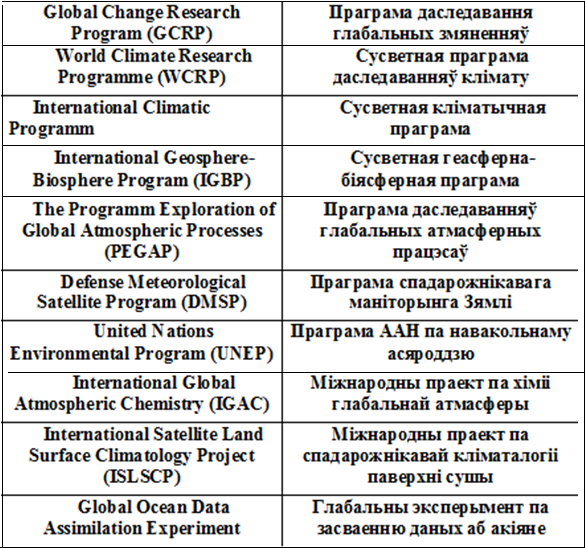 Global Change Research
Program (GCRP)
Праграма даследавання
глабальных змяненняў
World Climate Research
Programme (WCRP)
Сусветная праграма
даследаванняў клімату
International Climatic
Programm
Сусветная кліматычная
праграма
International Geosphere-
Biosphere Program (IGBP)
Сусветная геасферна-
біясферная праграма
The Programm Exploration of
Global Atmospheric Processes
(PEGAP)
Праграма даследаванняў
глабальных атмасферных
працэсаў
Defense Meteorological
Satellite Program (DMSP)
Праграма спадарожнікавага
маніторынга Зямлі
United Nations
Environmental Program (UNEP)
Праграма ААН па навакольнаму
асяроддзю
International Global
Atmospheric Chemistry (IGAC)
Міжнародны праект па хіміі
глабальнай атмасферы
International Satellite Land
Surface Climatology Project
(ISLSCP)
Міжнародны праект па
спадарожнікавай кліматалогіі
паверхні сушы
Global Ocean Data
Assimilation Experiment
Глабальны эксперымент па
засваенню даных аб акіяне